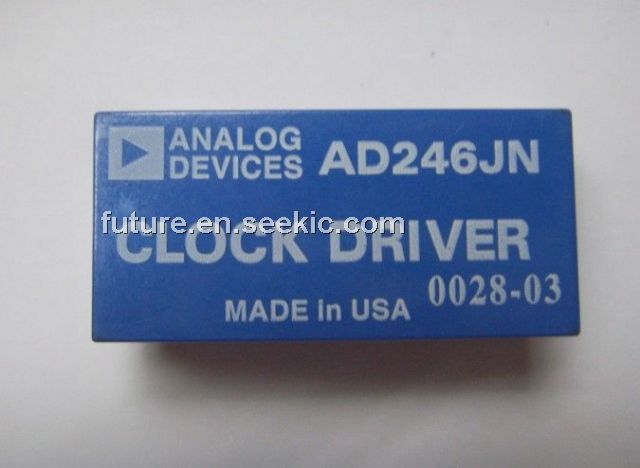 ANALOG
DEVICES AD246JN
future.en.seekic.com
CLOCK DRIVER
MADE in USA 0028-03